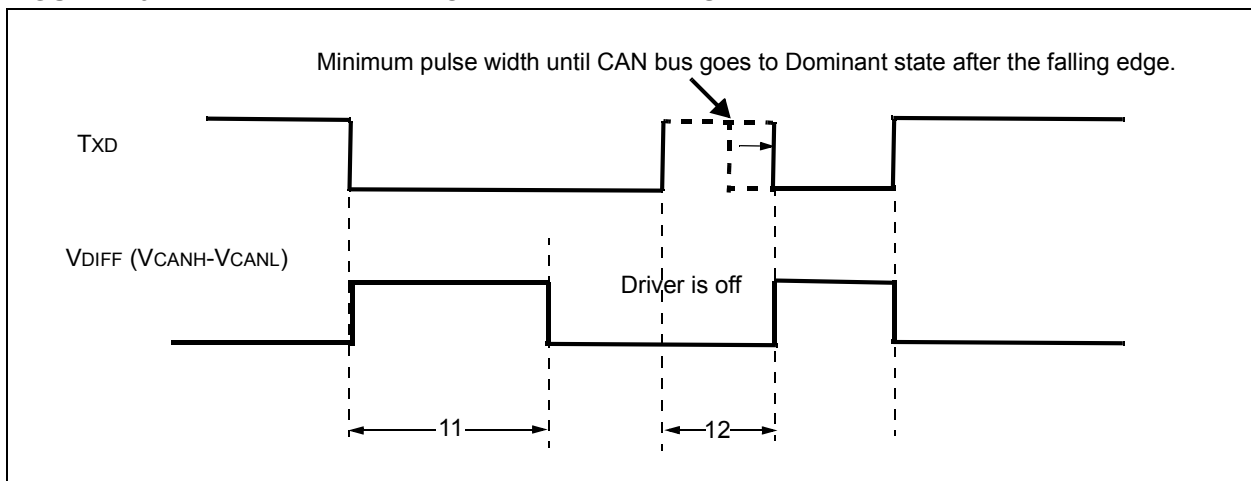 Minimum pulse width until CAN bus goes to Dominant state after the falling edge.
TXD
VDIFF (VCANH-VCANL)
Driver is off
11
12